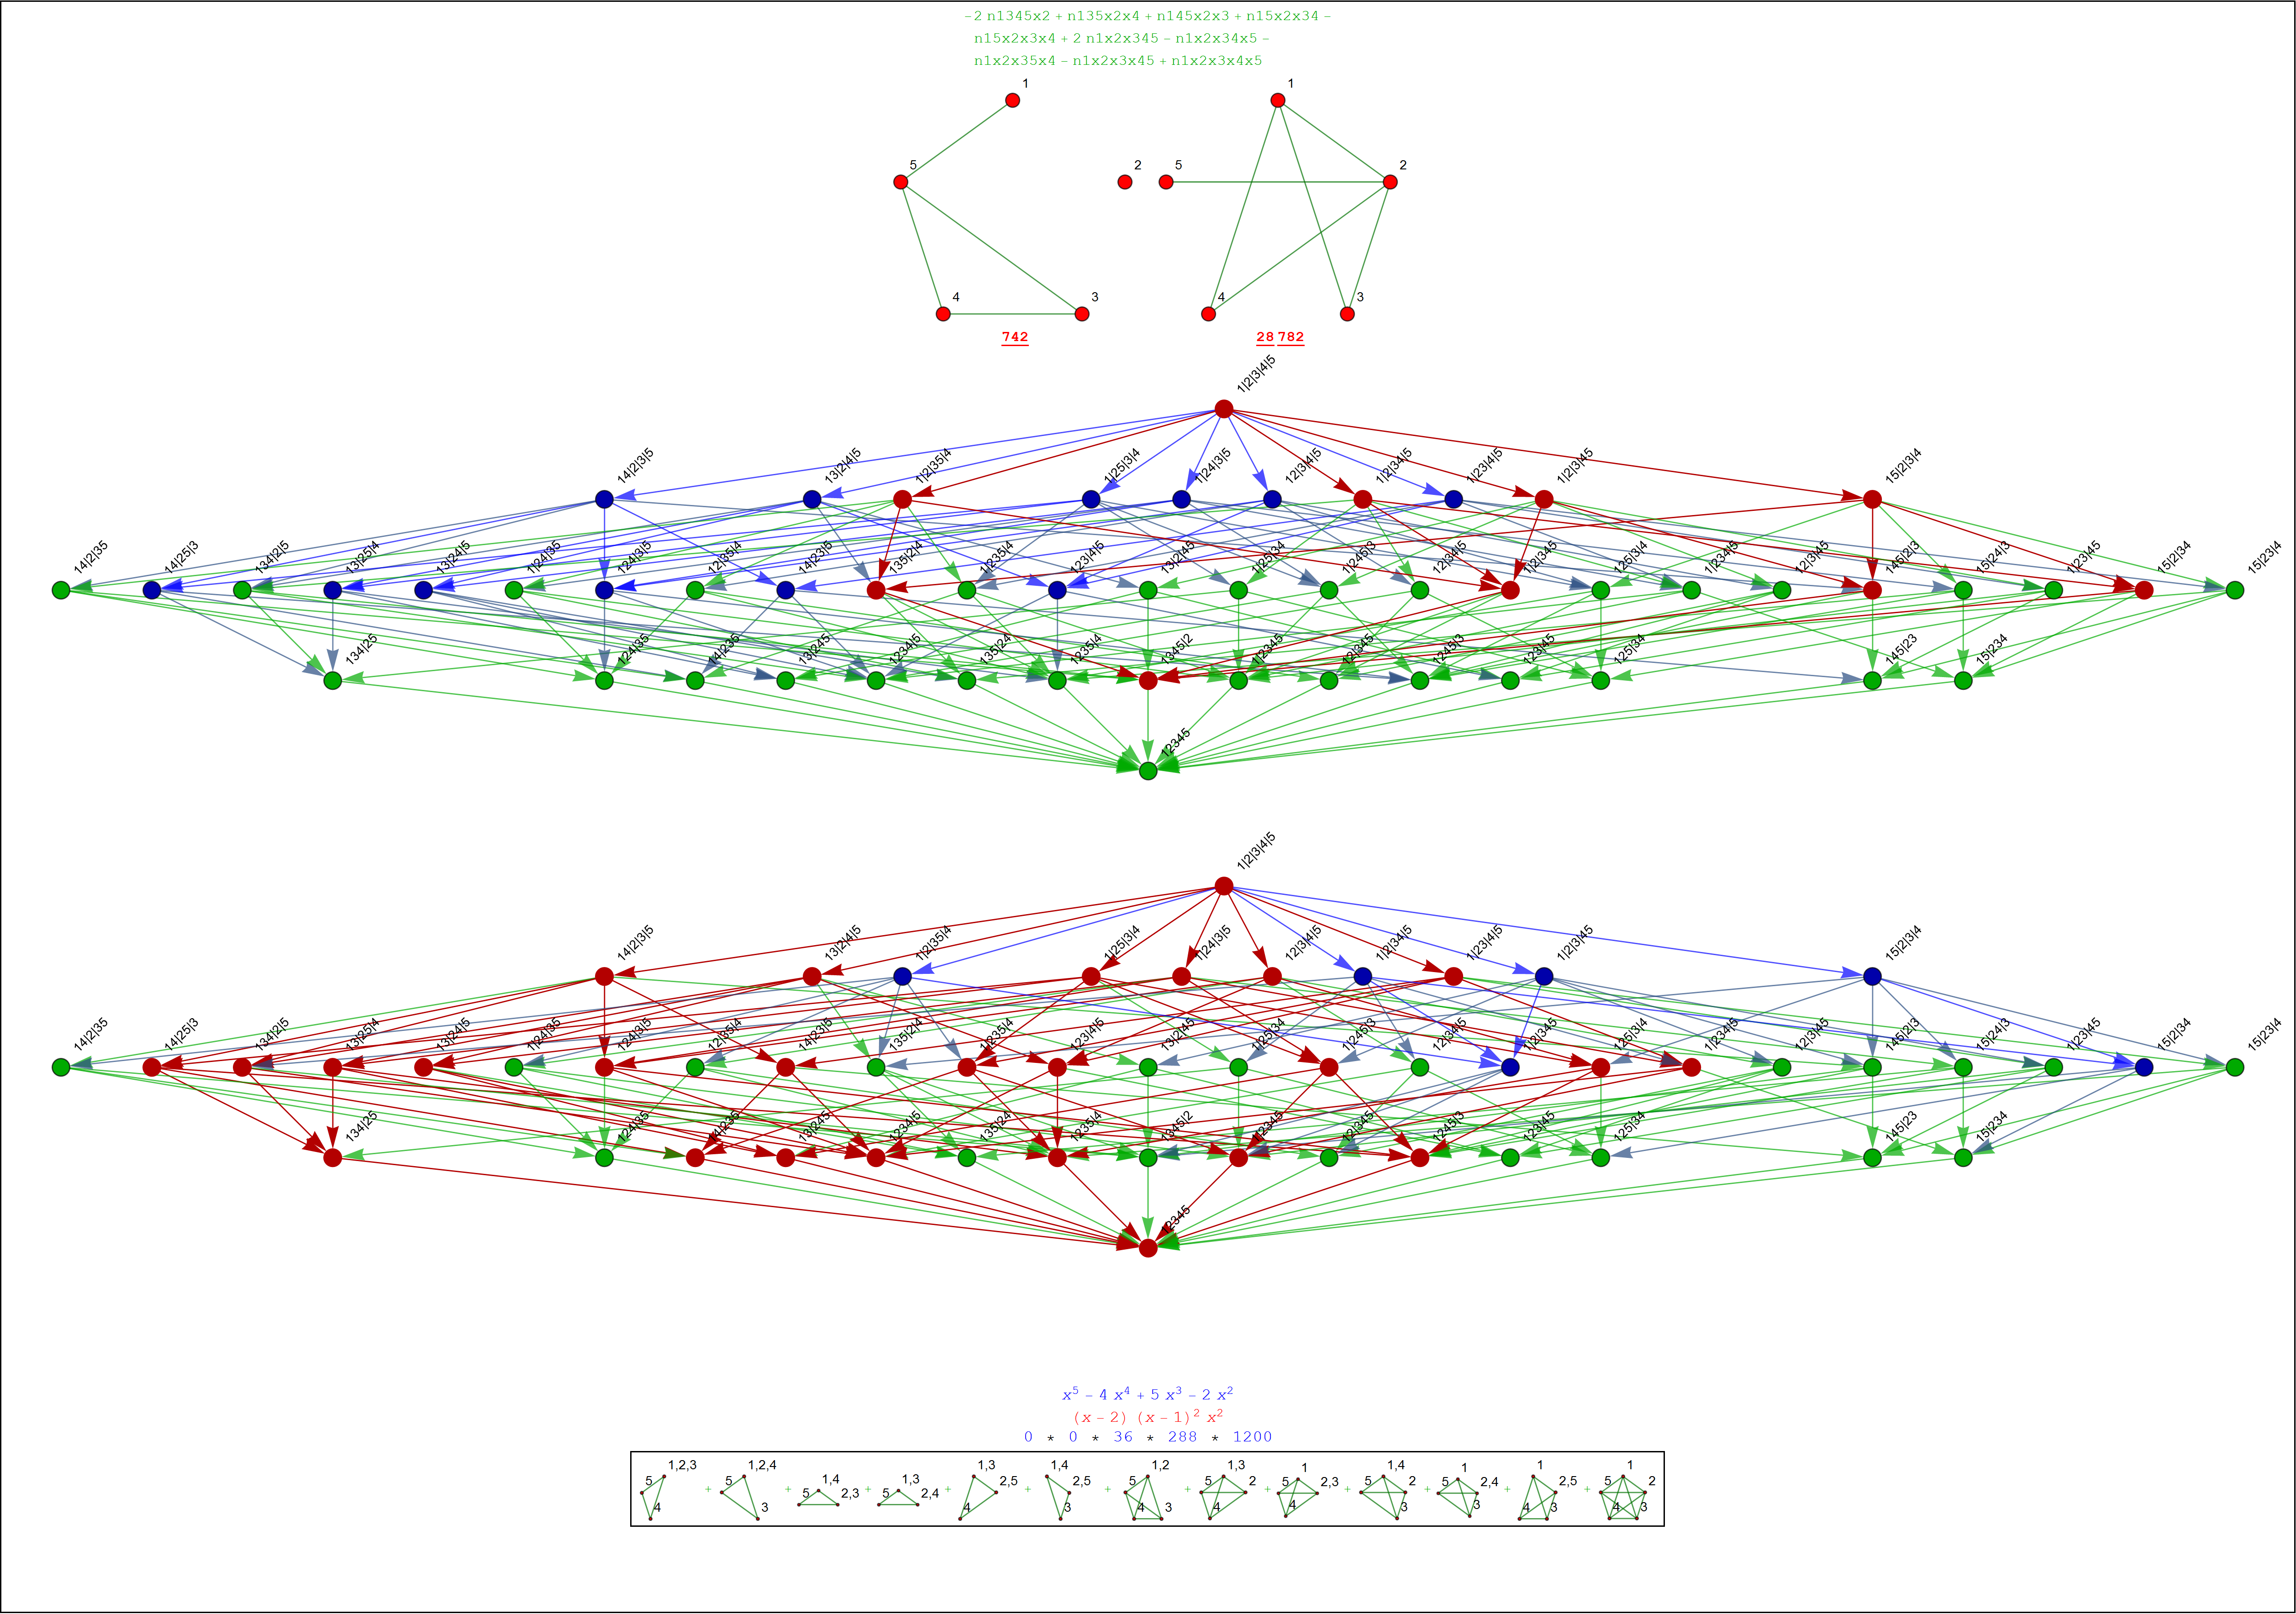 -2 n1345x2 + n135x2x4 + n145x2x3 + n15x2x34 -
n15x2x3x4 + 2 n1x2x345 - n1x2x34x5 -
n1x2x35x4 - n1x2x3x45 + n1x2x3x4x5
1 1
5 2 5 2
4 3 4 3
742 28 782
1|2|3|4|5
14|2|3|5 13|2|4|5 1|2|35|4 1|25|3|4 1|24|3|5 12|3|4|5 1|2|34|5 1|23|4|5 1|2|3|45 15|2|3|4
14|2|35 14|25|3 134|2|5 13|25|4 13|24|5 1|24|35 124|3|5 12|35|4 14|23|5 135|2|4 1|235|4 123|4|5 13|2|45 1|25|34 1|245|3 12|34|5 1|2|345 125|3|4 1|234|5 12|3|45 145|2|3 15|24|3 1|23|45 15|2|34 15|23|4
134|25 124|35 14|235 13|245 1234|5 135|24 1235|4 1345|2 1|2345 12|345 1245|3 123|45 125|34 145|23 15|234
12345
1|2|3|4|5
14|2|3|5 13|2|4|5 1|2|35|4 1|25|3|4 1|24|3|5 12|3|4|5 1|2|34|5 1|23|4|5 1|2|3|45 15|2|3|4
14|2|35 14|25|3 134|2|5 13|25|4 13|24|5 1|24|35 124|3|5 12|35|4 14|23|5 135|2|4 1|235|4 123|4|5 13|2|45 1|25|34 1|245|3 12|34|5 1|2|345 125|3|4 1|234|5 12|3|45 145|2|3 15|24|3 1|23|45 15|2|34 15|23|4
134|25 124|35 14|235 13|245 1234|5 135|24 1235|4 1345|2 1|2345 12|345 1245|3 123|45 125|34 145|23 15|234
12345
x⁵ - 4 x⁴ + 5 x³ - 2 x²
(x - 2) (x - 1)² x²
0 * 0 * 36 * 288 * 1200
5 1,2,3 4 + 5 1,2,4 3 + 5 1,4 2,3 + 5 1,3 2,4 + 1,3 2,5 4 + 1,4 2,5 3 + 5 1,2 4 3 + 5 1,3 2 4 + 5 1 2,3 4 + 5 1,4 2 3 + 5 1 2,4 3 + 1 2,5 4 3 + 5 1 2 4 3